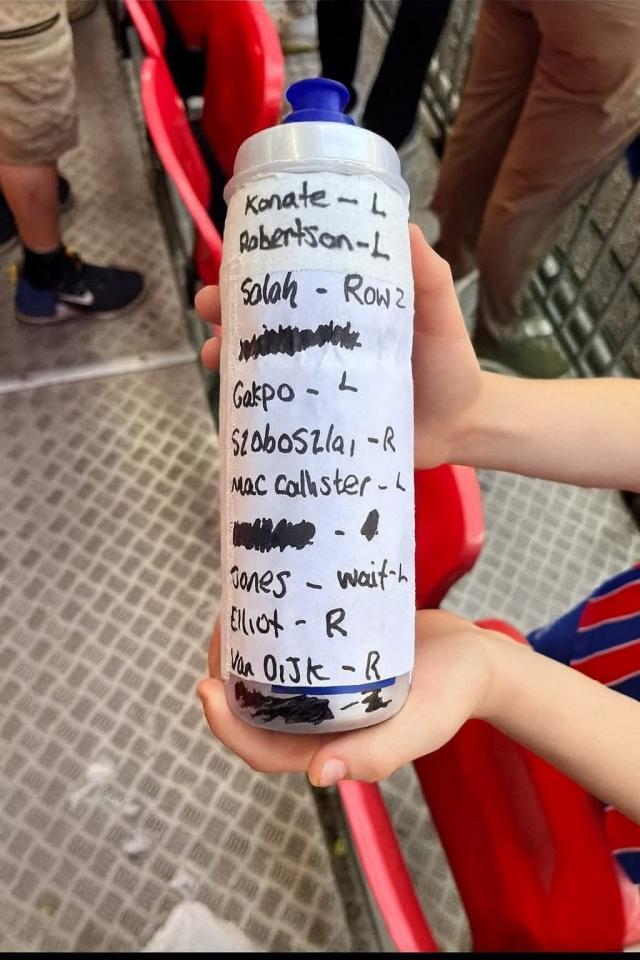 Konate - L
Robertson - L
Salah - Row 2
Gakpo - L
Szoboszlai - R
Mac Callister - L
-
Jones - wait - L
Elliot - R
Van DiJK - R
-